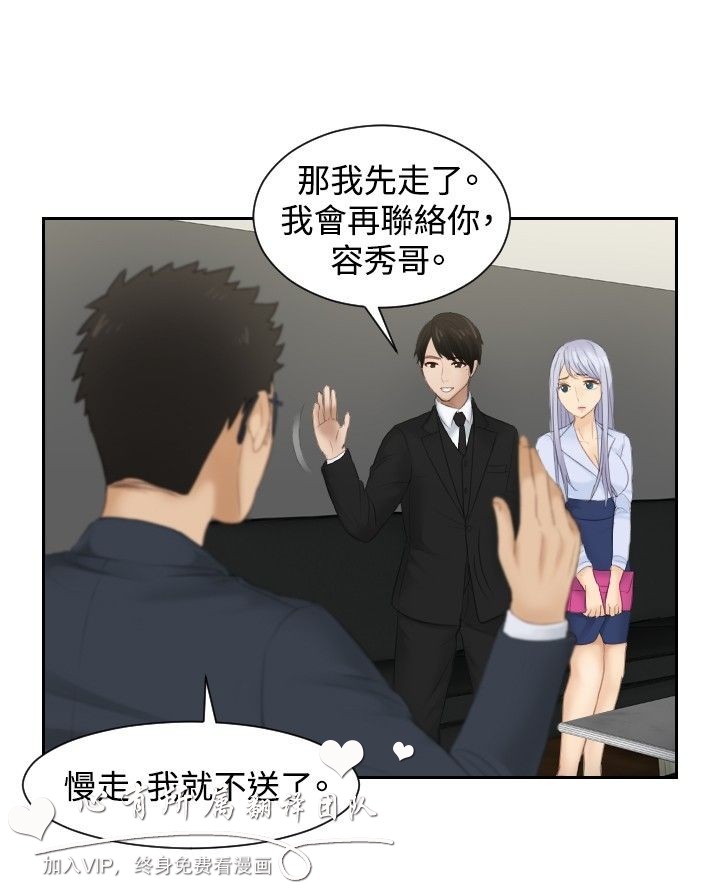 那我先走了。
我會再聯絡你,
容秀哥。
慢走,我就不送了。
心有所属翻译团队
加入VIP，终身免费看漫画